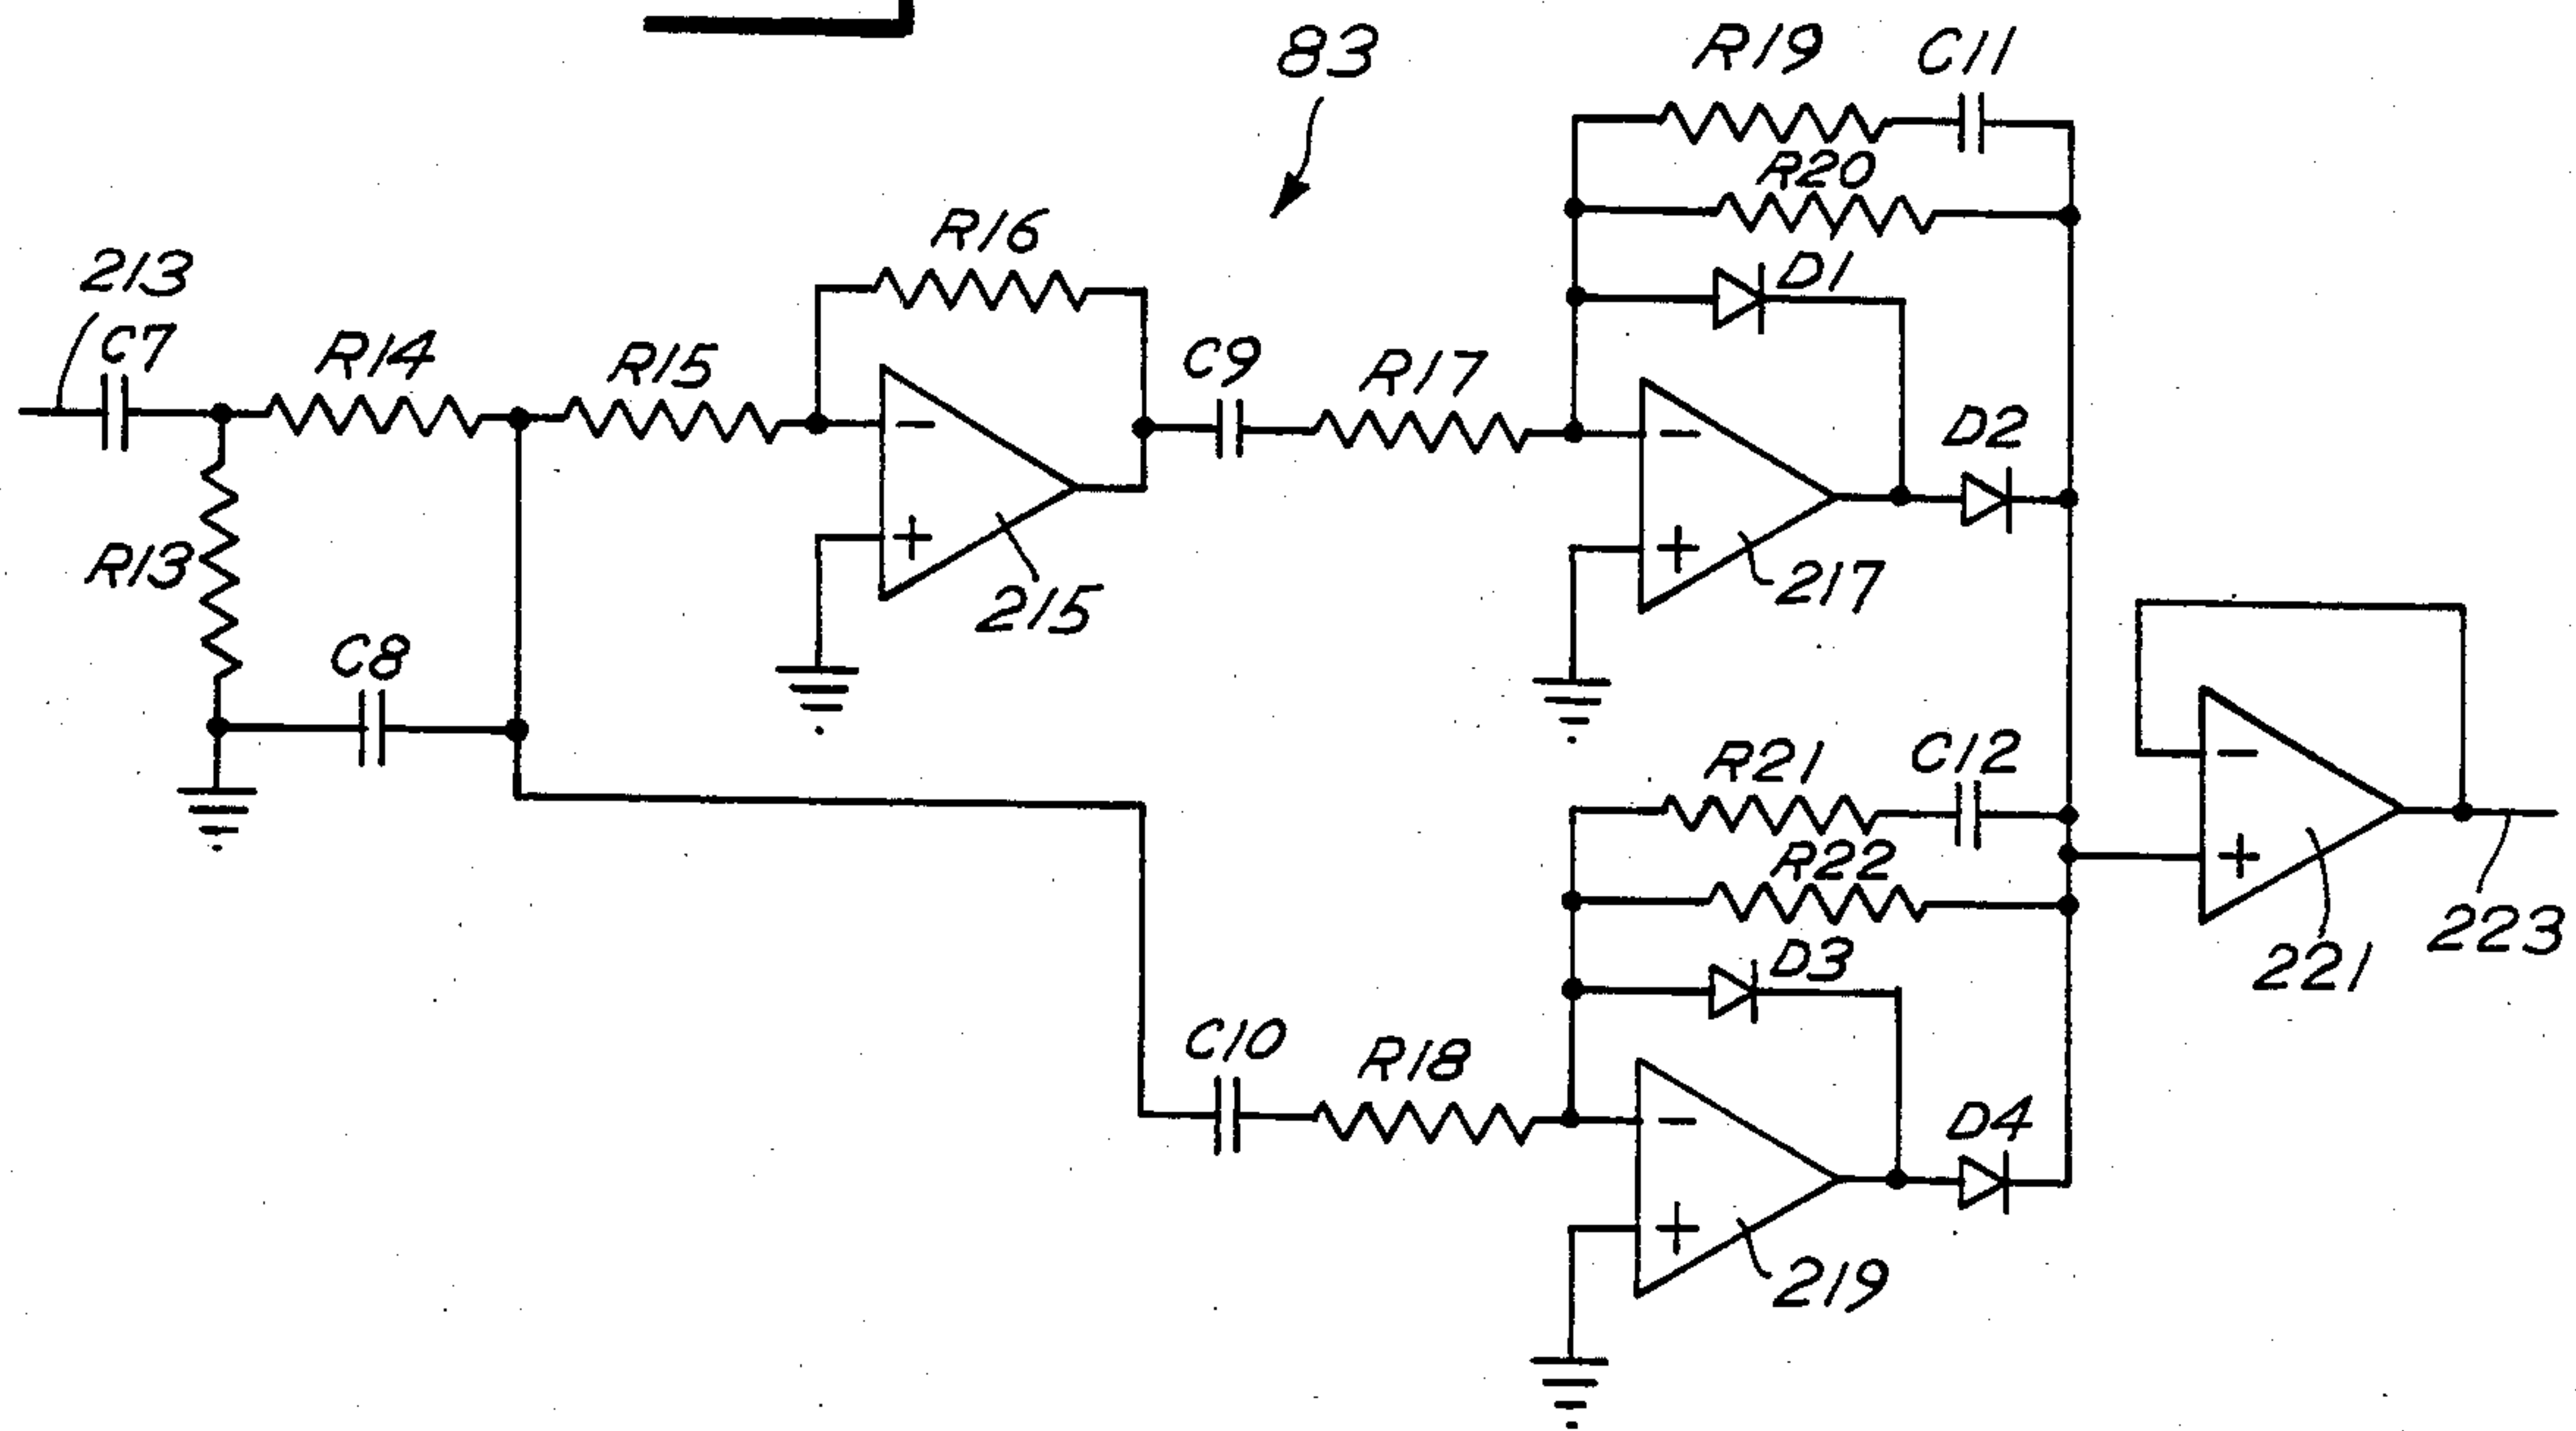 83
R19
C11
R20
D1
R16
213
C7
R14
R15
C9
R17
D2
-
+
215
-
+
217
R13
C8
R21
C12
R22
D3
-
+
221
223
C10
R18
D4
-
+
219